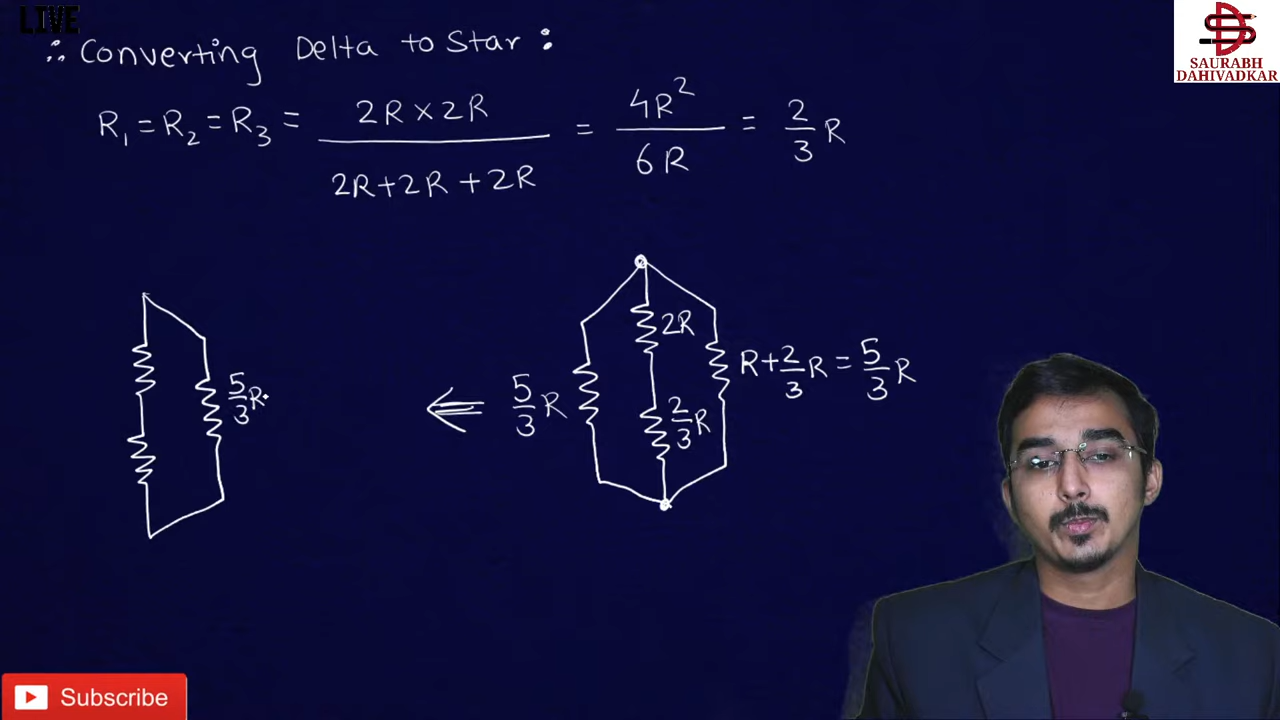 LIVE
SAURABH
DAHIVADKAR
∴ Converting Delta to Star :
R₁ = R₂ = R₃ = (2R × 2R)/(2R + 2R + 2R) = 4R²/6R = 2/3 R
5/3 R
5/3 R
2R
2/3 R
R + 2/3 R = 5/3 R
Subscribe